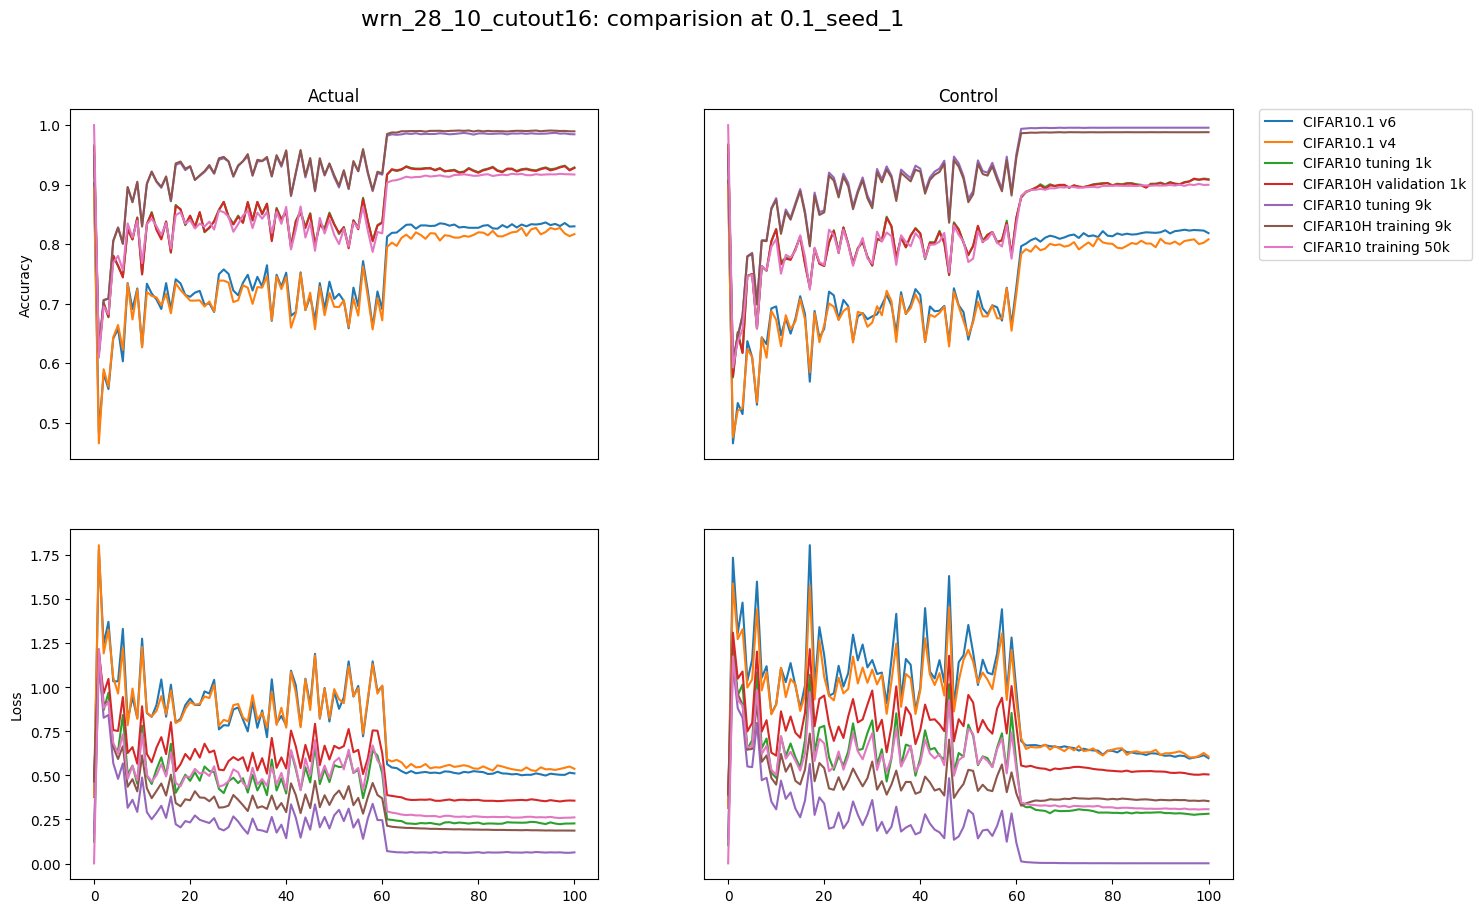 wrn_28_10_cutout16: comparision at 0.1_seed_1
Actual
Control
Accuracy
1.0
0.9
0.8
0.7
0.6
0.5
CIFAR10.1 v6
CIFAR10.1 v4
CIFAR10 tuning 1k
CIFAR10H validation 1k
CIFAR10 tuning 9k
CIFAR10H training 9k
CIFAR10 training 50k
Loss
1.75
1.50
1.25
1.00
0.75
0.50
0.25
0.00
0 20 40 60 80 100
0 20 40 60 80 100